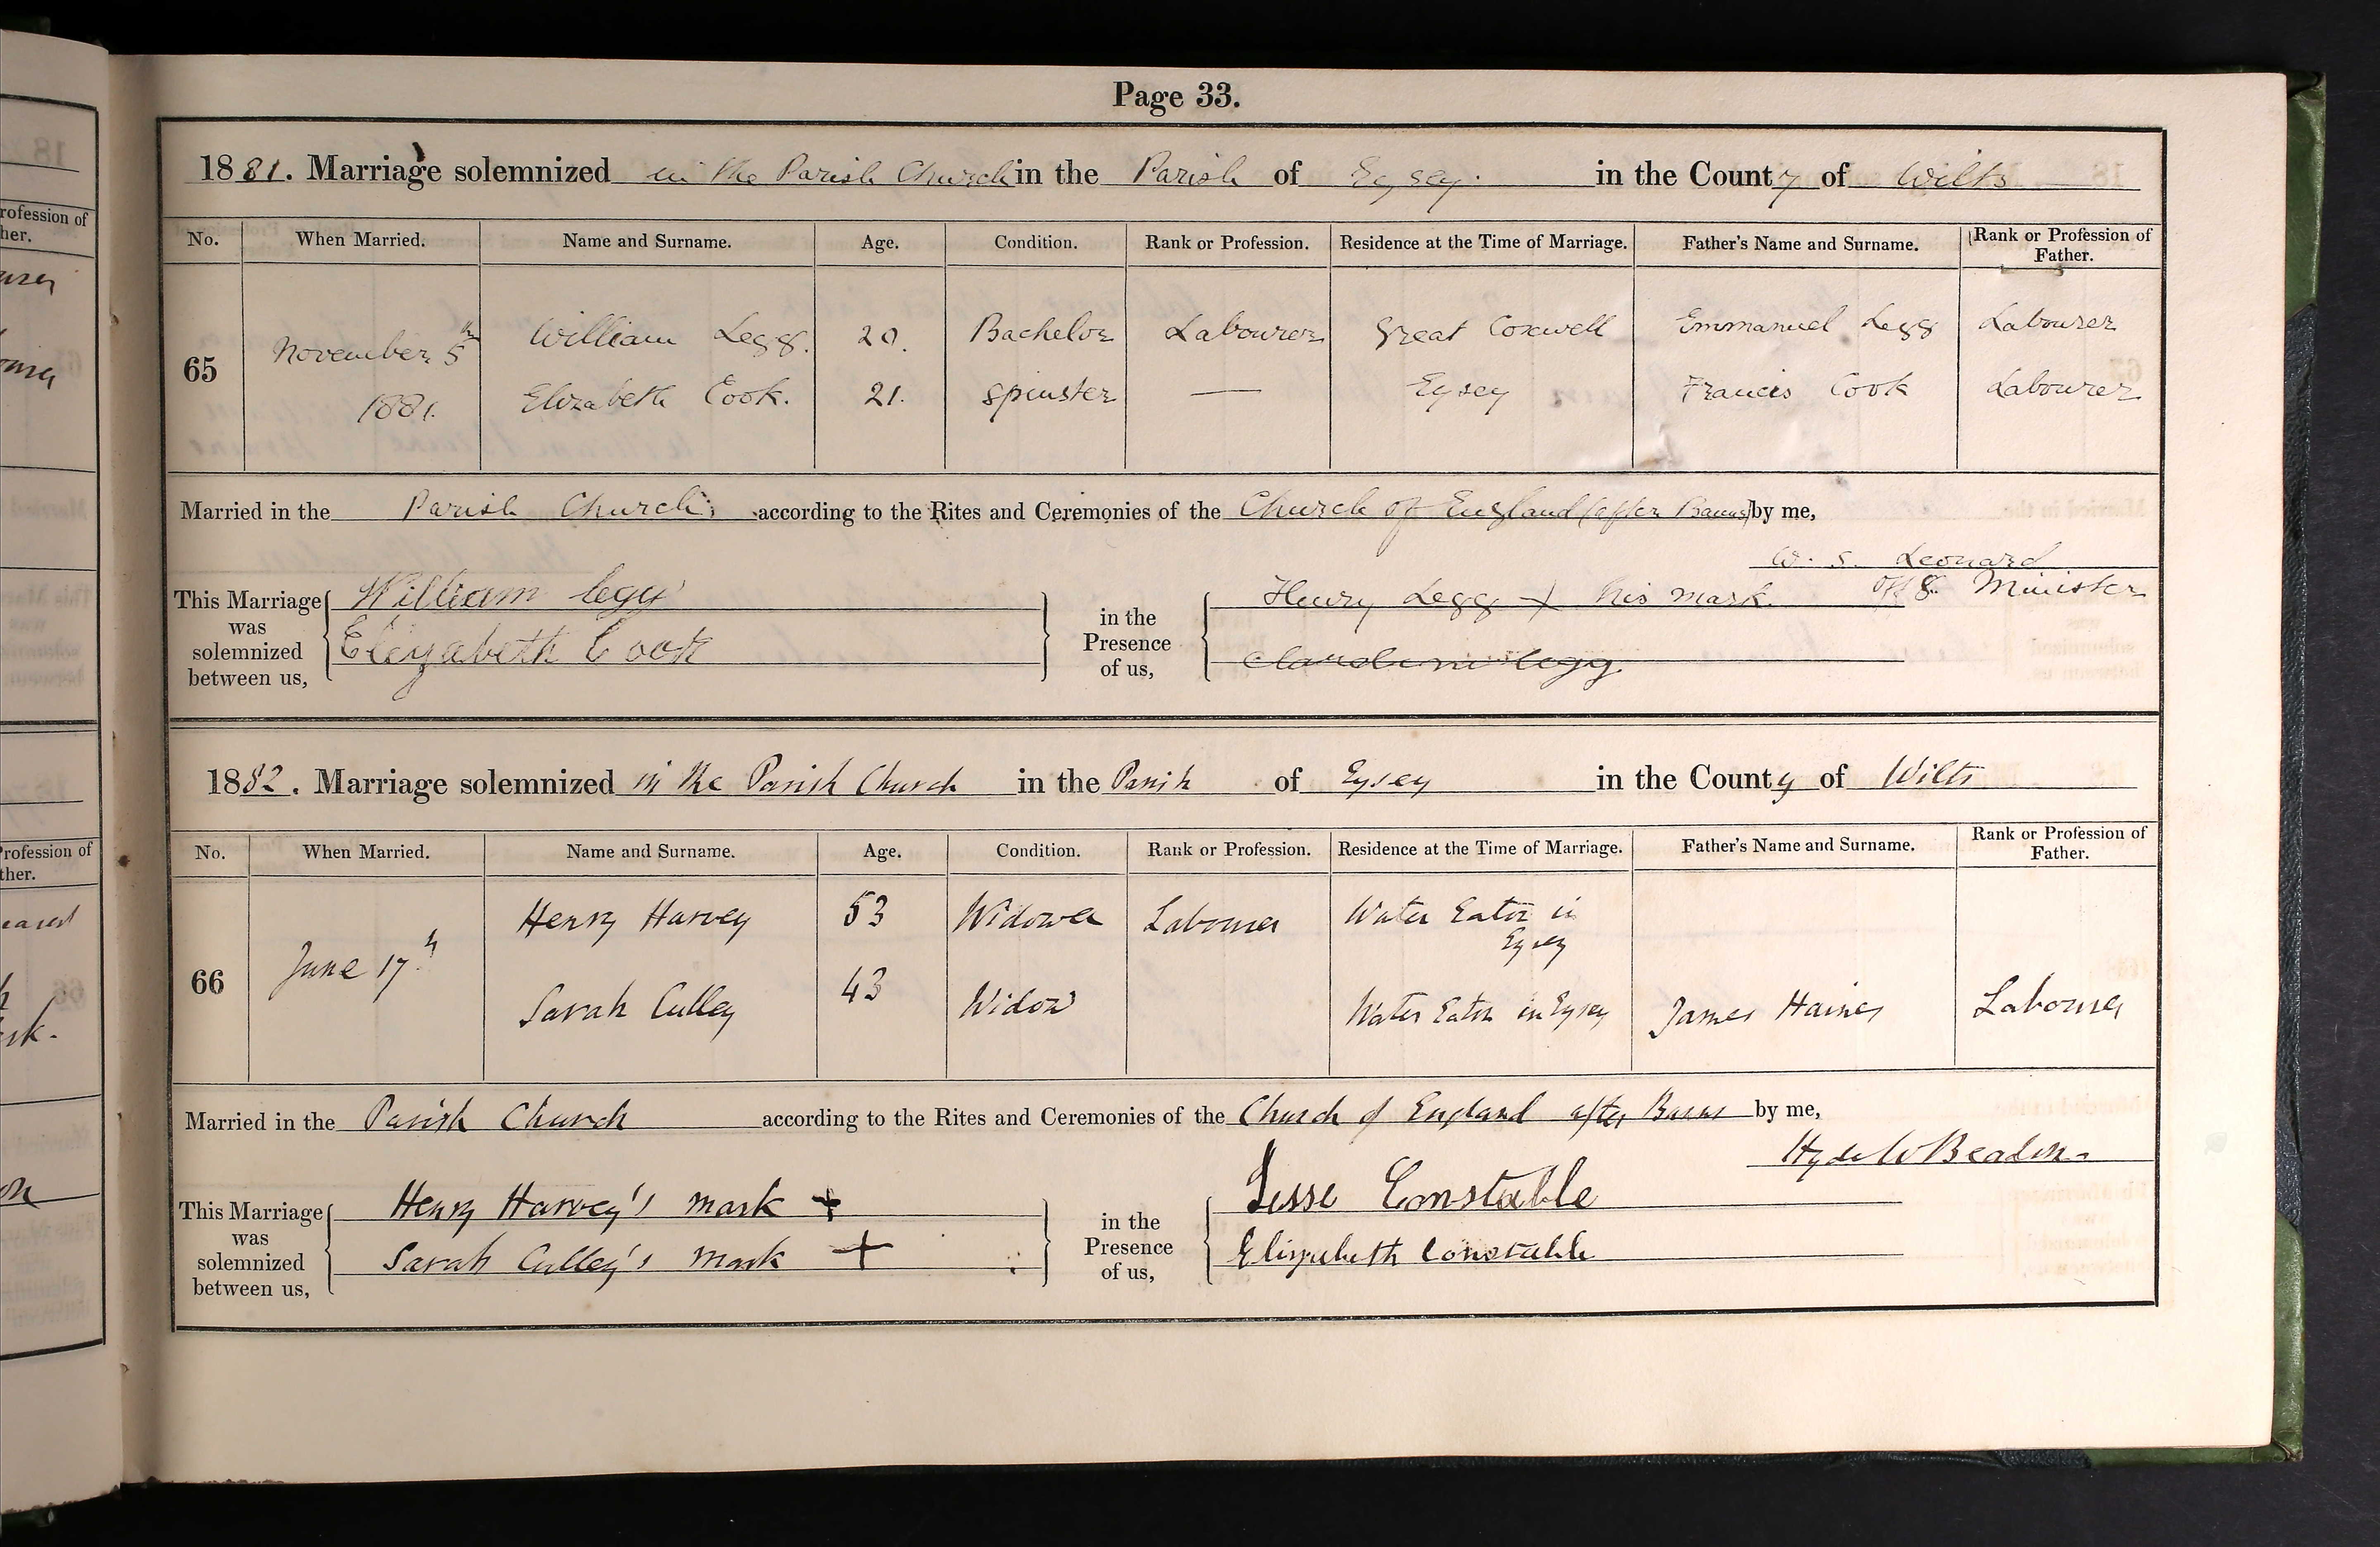 Page 33.
1881. Marriage solemnized in the Parish Church in the Parish of Eysey. in the County of Wilts
No. When Married. Name and Surname. Age. Condition. Rank or Profession. Residence at the Time of Marriage. Father's Name and Surname. Rank or Profession of Father.
65 November 5th 1881. William Legg. 20. Bachelor Labourer Great Coxwell Emmanuel Legg Labourer
Elizabeth Cook. 21. Spinster — Eysey Francis Cook Labourer
Married in the Parish Church, according to the Rites and Ceremonies of the Church of England (after Banns) by me,
W. S. Leonard
Offg. Minister
This Marriage was solemnized between us, William legg
Elezabeth Cook
in the Presence of us, Henry Legg + his mark.
legg.
1882. Marriage solemnized in the Parish Church in the Parish of Eysey in the County of Wilts
No. When Married. Name and Surname. Age. Condition. Rank or Profession. Residence at the Time of Marriage. Father's Name and Surname. Rank or Profession of Father.
66 June 17th Henry Harvey 53 Widower Labourer Water Eaton in Eysey
Sarah Culley 43 Widow Water Eaton in Eysey James Haines Labourer
Married in the Parish Church according to the Rites and Ceremonies of the Church of England after Banns by me,
Hyde W Beadon
This Marriage was solemnized between us, Henry Harvey's mark +
Sarah Culley's mark +
in the Presence of us, Jesse Constable
Elizabeth Constable